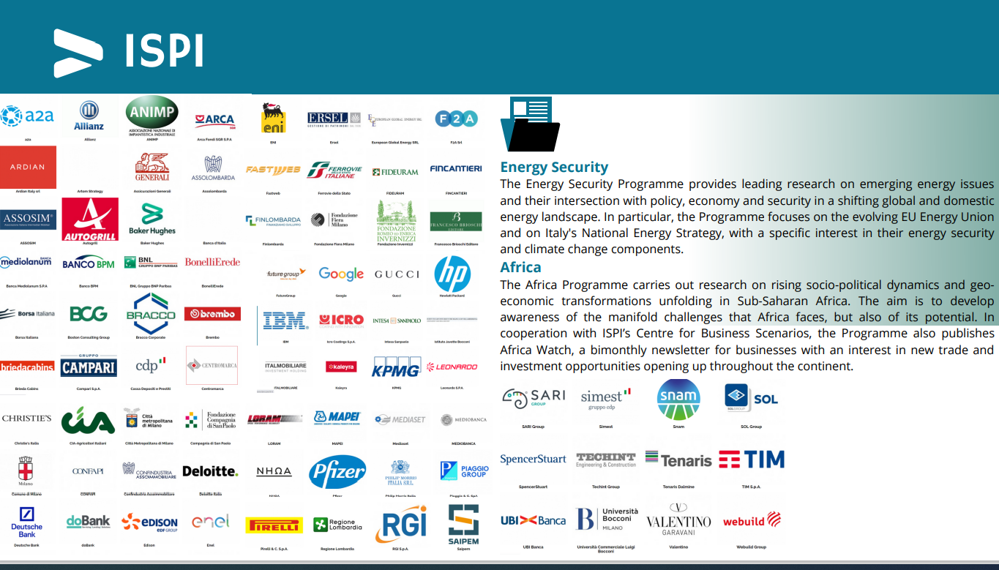 ISPI
a2a
Allianz
ANIMP
ASSOCIAZIONE NAZIONALE DI
IMPIANTISTICA INDUSTRIALE
ARCA
eni
ERSEL
GESTIONE DI PATRIMONI
EUROPEAN GLOBAL ENERGY SRL
F2A
a2a
Allianz
ANIMP
Arca Fondi SGR S.P.A
ENI
Ersel
European Global Energy SRL
F2A Srl
ARDIAN
GENERALI
ASSOLOMBARDA
FASTWEB
FERROVIE
DELLO STATO
ITALIANE
FIDEURAM
FINCANTIERI
Ardian Italy srl
Artom Strategy
Assicurazioni Generali
Assolombarda
Fastweb
Ferrovie dello Stato
FIDEURAM
FINCANTIERI
ASSOSIM
AUTOGRILL
Baker Hughes
FINLOMBARDA
Fondazione
Fiera
Milano
FONDAZIONE
ROMEO ED ENRICA
INVERNIZZI
FRANCESCO BRIOSCHI
EDITORE
ASSOSIM
Autogrill
Baker Hughes
Banca d'Italia
Finlombarda
Fondazione Fiera Milano
Fondazione Invernizzi
Francesco Brioschi Editore
mediolanum
BANCA
BANCO BPM
BNL
GRUPPO BNP PARIBAS
BonelliErede
future group
Google
GUCCI
hp
Banca Mediolanum S.P.A
Banco BPM
BNL Gruppo BNP Paribas
BonelliErede
FutureGroup
Google
Gucci
Hewlett Packard
Borsa Italiana
BCG
BRACCO
brembo
IBM
ICRO
INTESA SANPAOLO
Borsa Italiana
Boston Consulting Group
Bracco Corporate
Brembo
IBM
Icro Coatings S.p.A.
Intesa Sanpaolo
Istituto Javotte Bocconi
briedacabins
GRUPPO
CAMPARI
cdp
CENTROMARCA
ITALMOBILIARE
INVESTMENT HOLDING
kaleyra
KPMG
LEONARDO
Brieda Cabins
Campari S.p.A.
Cassa Depositi e Prestiti
Centromarca
ITALMOBILIARE
Kaleyra
KPMG
Leonardo S.P.A.
CHRISTIE'S
CIA
Città
metropolitana
di Milano
Fondazione
Compagnia
di San Paolo
LORAM
MAPEI
MEDIASET
MEDIOBANCA
Christie's Italia
CIA-Agricoltori Italiani
Città Metropolitana di Milano
Compagnia di San Paolo
LORAM
MAPEI
Mediaset
MEDIOBANCA
Milano
CONFAPI
CONFINDUSTRIA
ASSOIMMOBILIARE
Deloitte.
NHOA
Pfizer
PHILIP MORRIS
ITALIA S.R.L.
PIAGGIO
GROUP
Comune di Milano
CONFAPI
Confindustria Assoimmobiliare
Deloitte Italia
NHOA
Pfizer
Philip Morris Italia
Piaggio & C. SpA
Deutsche
Bank
doBank
EDISON
EDF GROUP
enel
PIRELLI
Regione
Lombardia
RGI
SAIPEM
Deutsche Bank
doBank
Edison
Enel
Pirelli & C. S.p.A.
Regione Lombardia
RGI S.p.A.
Saipem
Energy Security
The Energy Security Programme provides leading research on emerging energy issues
and their intersection with policy, economy and security in a shifting global and domestic
energy landscape. In particular, the Programme focuses on the evolving EU Energy Union
and on Italy's National Energy Strategy, with a specific interest in their energy security
and climate change components.
Africa
The Africa Programme carries out research on rising socio-political dynamics and geo-
economic transformations unfolding in Sub-Saharan Africa. The aim is to develop
awareness of the manifold challenges that Africa faces, but also of its potential. In
cooperation with ISPI's Centre for Business Scenarios, the Programme also publishes
Africa Watch, a bimonthly newsletter for businesses with an interest in new trade and
investment opportunities opening up throughout the continent.
SARI
GROUP
simest
gruppo cdp
snam
SOL
SARI Group
Simest
Snam
SOL Group
SpencerStuart
TECHINT
Engineering & Construction
Tenaris
TIM
SpencerStuart
Techint Group
Tenaris Dalmine
TIM S.p.A.
UBI Banca
B
Università
Bocconi
MILANO
VALENTINO
GARAVANI
webuild
UBI Banca
Università Commerciale Luigi
Bocconi
Valentino
Webuild Group